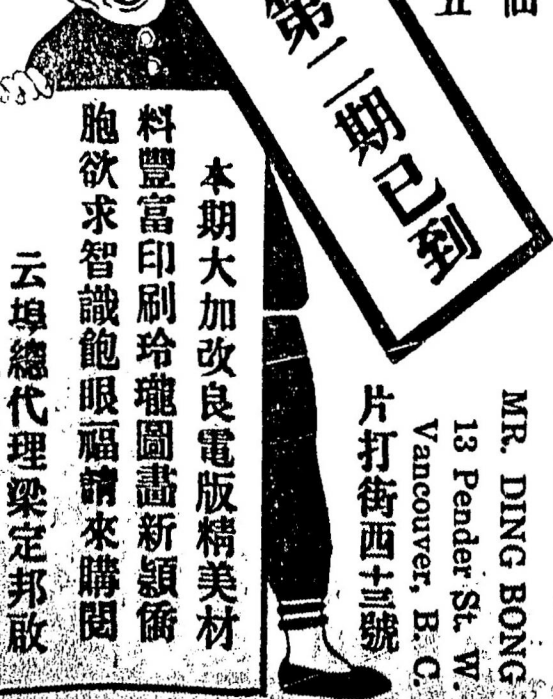 第二期已到
MR. DING BONG
13 Pender St. W.
Vancouver, B. C.
片打街西十三號
本期大加改良電版精美材
料豐富印刷玲瓏圖畫新穎僑
胞欲求智識飽眼福請來購閱
云埠總代理梁定邦啟